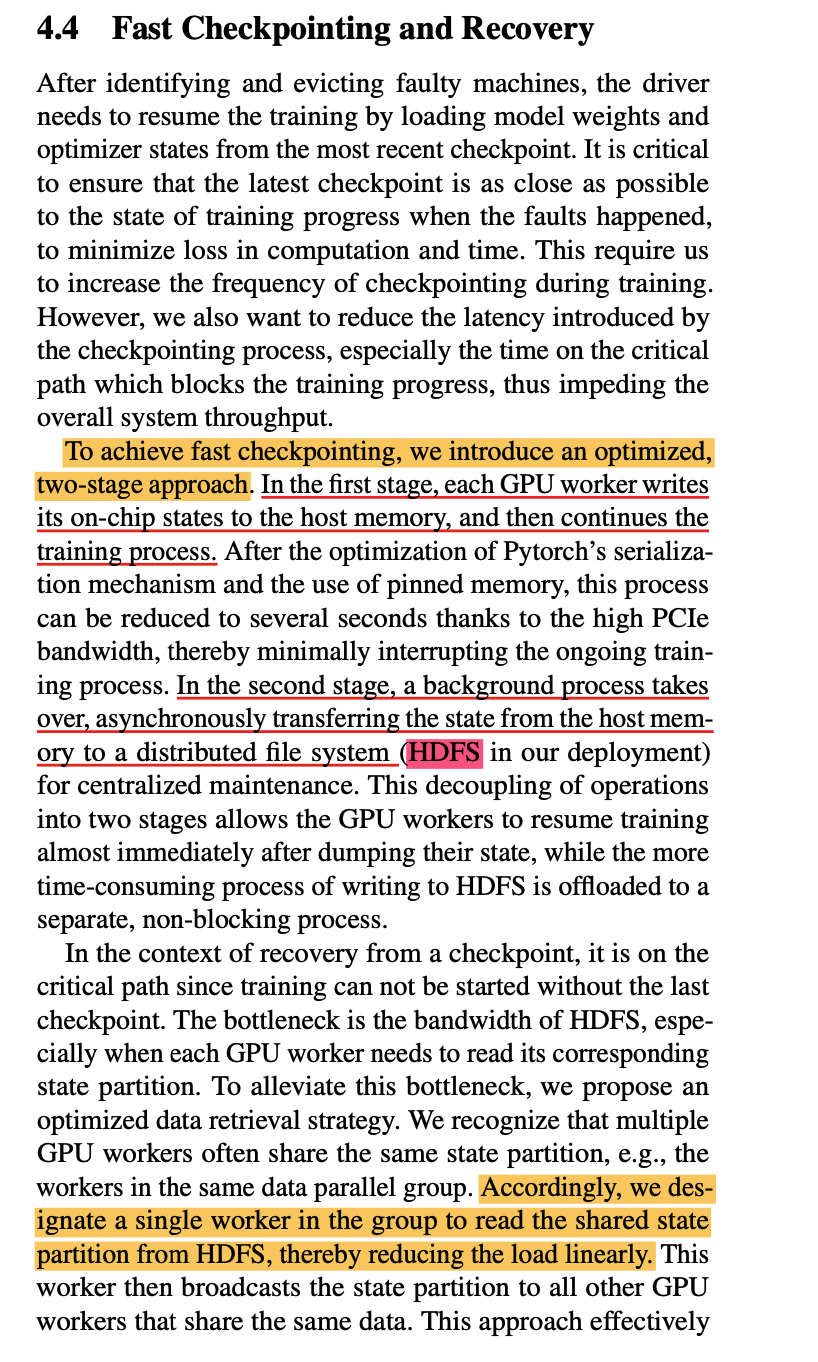 4.4 Fast Checkpointing and Recovery
After identifying and evicting faulty machines, the driver
needs to resume the training by loading model weights and
optimizer states from the most recent checkpoint. It is critical
to ensure that the latest checkpoint is as close as possible
to the state of training progress when the faults happened,
to minimize loss in computation and time. This require us
to increase the frequency of checkpointing during training.
However, we also want to reduce the latency introduced by
the checkpointing process, especially the time on the critical
path which blocks the training progress, thus impeding the
overall system throughput.
To achieve fast checkpointing, we introduce an optimized,
two-stage approach. In the first stage, each GPU worker writes
its on-chip states to the host memory, and then continues the
training process. After the optimization of Pytorch's serializa-
tion mechanism and the use of pinned memory, this process
can be reduced to several seconds thanks to the high PCIe
bandwidth, thereby minimally interrupting the ongoing train-
ing process. In the second stage, a background process takes
over, asynchronously transferring the state from the host mem-
ory to a distributed file system (HDFS in our deployment)
for centralized maintenance. This decoupling of operations
into two stages allows the GPU workers to resume training
almost immediately after dumping their state, while the more
time-consuming process of writing to HDFS is offloaded to a
separate, non-blocking process.
In the context of recovery from a checkpoint, it is on the
critical path since training can not be started without the last
checkpoint. The bottleneck is the bandwidth of HDFS, espe-
cially when each GPU worker needs to read its corresponding
state partition. To alleviate this bottleneck, we propose an
optimized data retrieval strategy. We recognize that multiple
GPU workers often share the same state partition, e.g., the
workers in the same data parallel group. Accordingly, we des-
ignate a single worker in the group to read the shared state
partition from HDFS, thereby reducing the load linearly. This
worker then broadcasts the state partition to all other GPU
workers that share the same data. This approach effectively